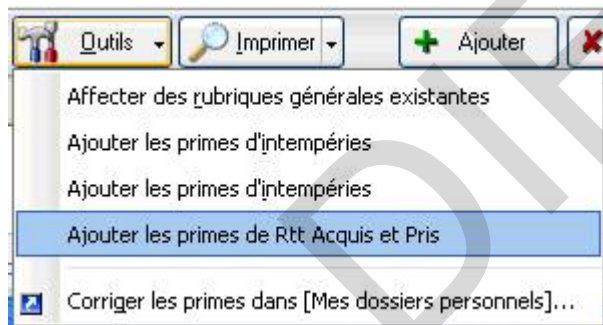 Outils Imprimer Ajouter
Affecter des rubriques générales existantes
Ajouter les primes d'intempéries
Ajouter les primes d'intempéries
Ajouter les primes de Rtt Acquis et Pris
Corriger les primes dans [Mes dossiers personnels]...